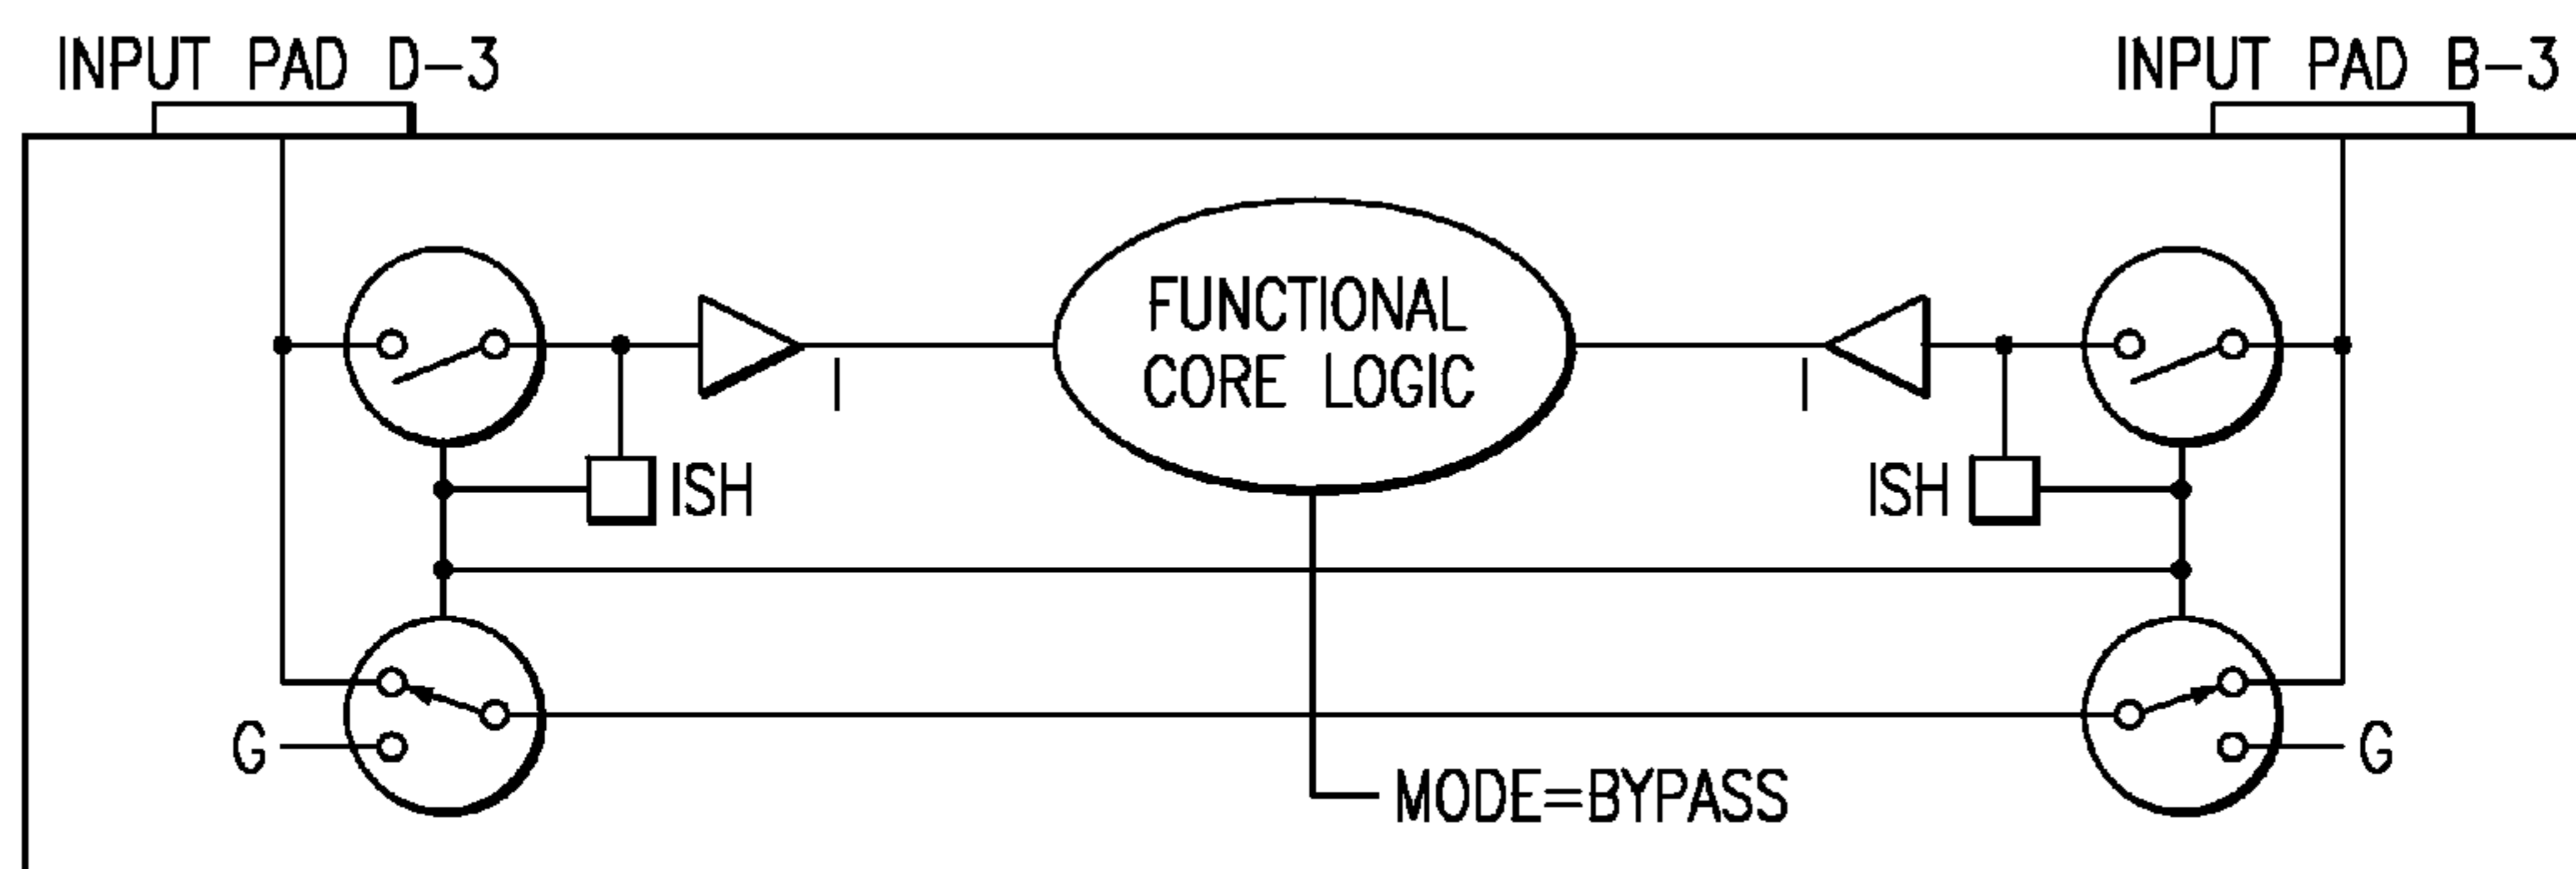 INPUT PAD D-3
INPUT PAD B-3
FUNCTIONAL
CORE LOGIC
I
I
ISH
ISH
G
G
MODE=BYPASS